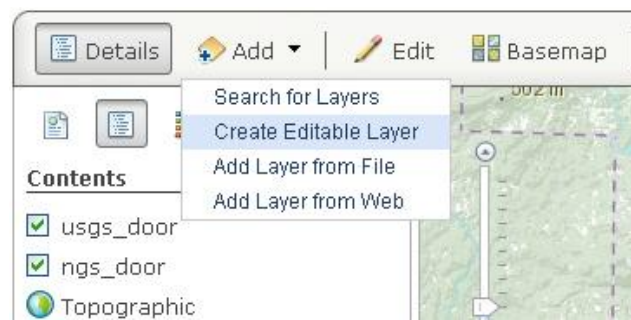 Details Add Edit Basemap
Search for Layers
Create Editable Layer
Add Layer from File
Add Layer from Web
Contents
usgs_door
ngs_door
Topographic